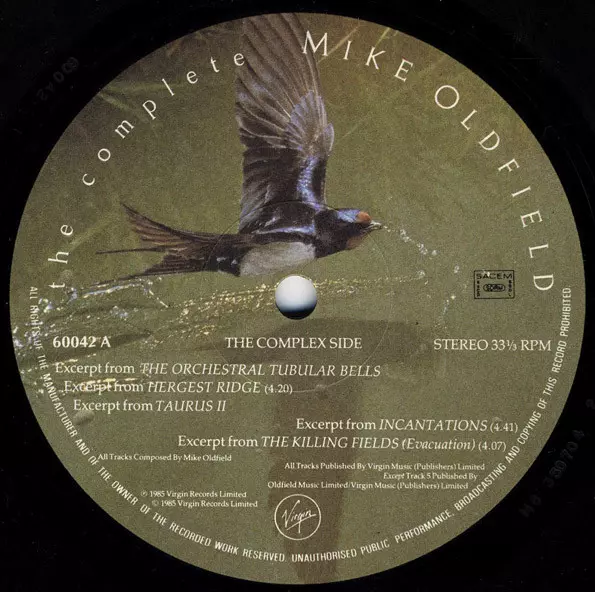 the complete MIKE OLDFIELD
SACEM
60042 A
THE COMPLEX SIDE
STEREO 33⅓ RPM
Excerpt from THE ORCHESTRAL TUBULAR BELLS
Excerpt from HERGEST RIDGE (4.20)
Excerpt from TAURUS II
Excerpt from INCANTATIONS (4.41)
Excerpt from THE KILLING FIELDS (Evacuation) (4.07)
All Tracks Composed By Mike Oldfield
All Tracks Published By Virgin Music (Publishers) Limited
Except Track 5 Published By
Oldfield Music Limited/Virgin Music (Publishers) Limited
℗ 1985 Virgin Records Limited
© 1985 Virgin Records Limited
Virgin
ALL RIGHTS OF THE MANUFACTURER AND OF THE OWNER OF THE RECORDED WORK RESERVED. UNAUTHORISED PUBLIC PERFORMANCE, BROADCASTING AND COPYING OF THIS RECORD PROHIBITED